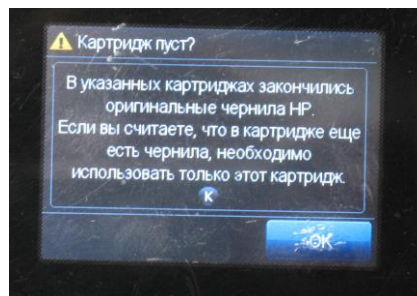 Картридж пуст?
В указанных картриджах закончились
оригинальные чернила HP.
Если вы считаете, что в картридже еще
есть чернила, необходимо
использовать только этот картридж.
K
OK